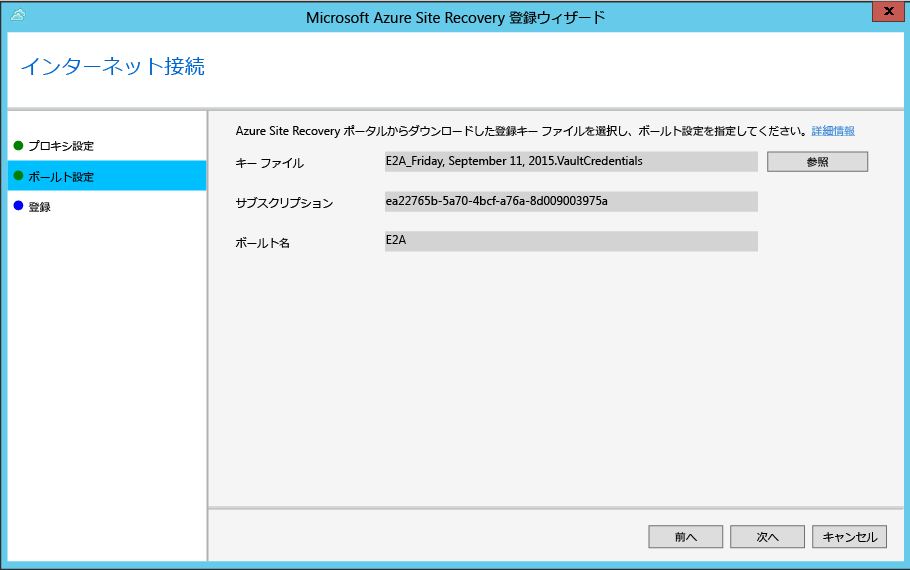 Microsoft Azure Site Recovery 登録ウィザード
インターネット接続
プロキシ設定
ボールト設定
登録
Azure Site Recovery ポータルからダウンロードした登録キー ファイルを選択し、ボールト設定を指定してください。詳細情報
キー ファイル
E2A_Friday, September 11, 2015.VaultCredentials
参照
サブスクリプション
ea22765b-5a70-4bcf-a76a-8d009003975a
ボールト名
E2A
前へ
次へ
キャンセル